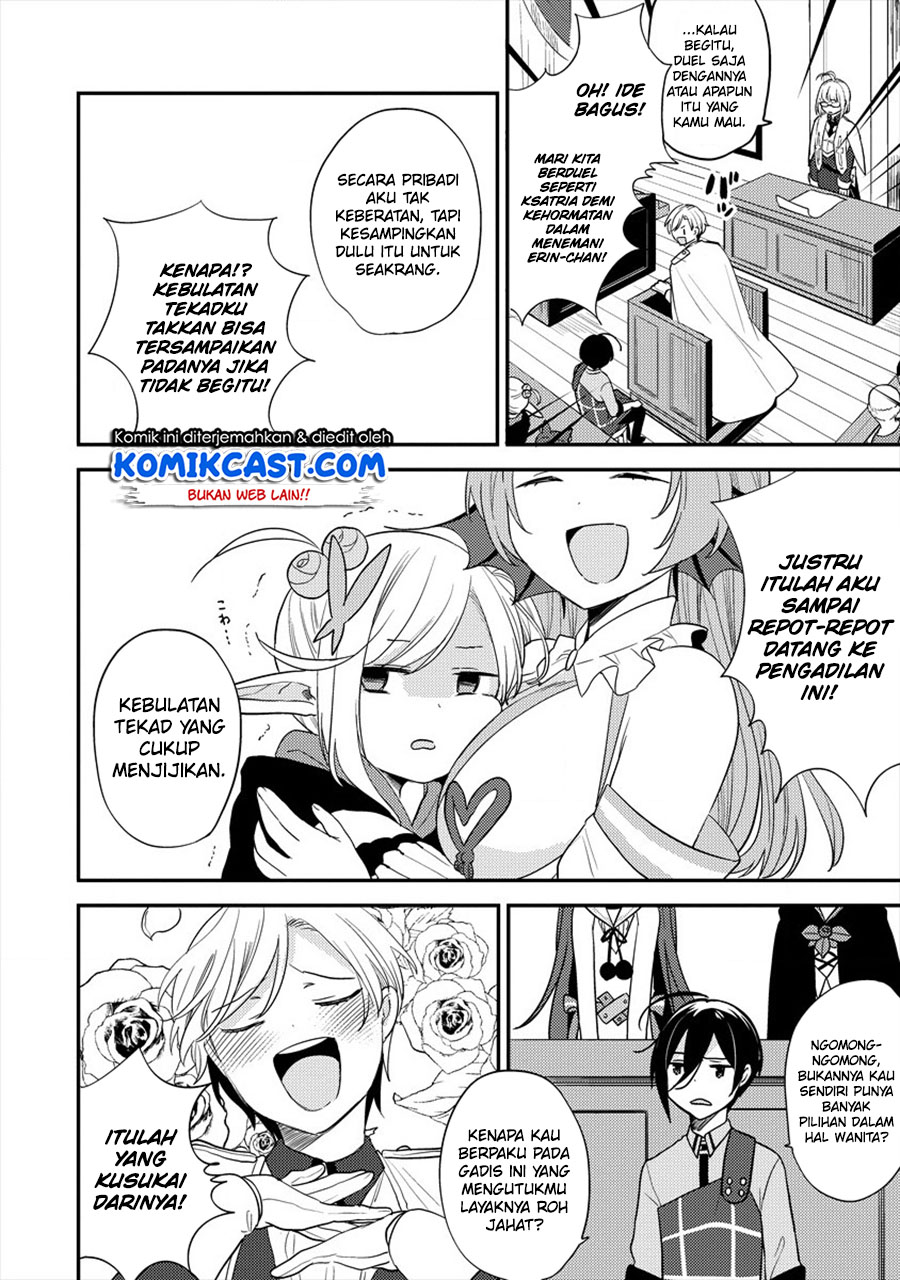 ...KALAU
BEGITU,
DUEL SAJA
DENGANNYA
ATAU APAPUN
ITU YANG
KAMU MAU.
OH! IDE
BAGUS!
MARI KITA
BERDUEL
SEPERTI
KSATRIA DEMI
KEHORMATAN
DALAM
MENEMANI
ERIN-CHAN!
SECARA PRIBADI
AKU TAK
KEBERATAN, TAPI
KESAMPINGKAN
DULU ITU UNTUK
SEAKRANG.
KENAPA!?
KEBULATAN
TEKADKU
TAKKAN BISA
TERSAMPAIKAN
PADANYA JIKA
TIDAK BEGITU!
Komik ini diterjemahkan & diedit oleh
KOMIKCAST.COM
BUKAN WEB LAIN!!
JUSTRU
ITULAH AKU
SAMPAI
REPOT-REPOT
DATANG KE
PENGADILAN
INI!
KEBULATAN
TEKAD YANG
CUKUP
MENJIJIKAN.
NGOMONG-
NGOMONG,
BUKANNYA KAU
SENDIRI PUNYA
BANYAK
PILIHAN DALAM
HAL WANITA?
KENAPA KAU
BERPAKU PADA
GADIS INI YANG
MENGUTUKMU
LAYAKNYA ROH
JAHAT?
ITULAH
YANG
KUSUKAI
DARINYA!